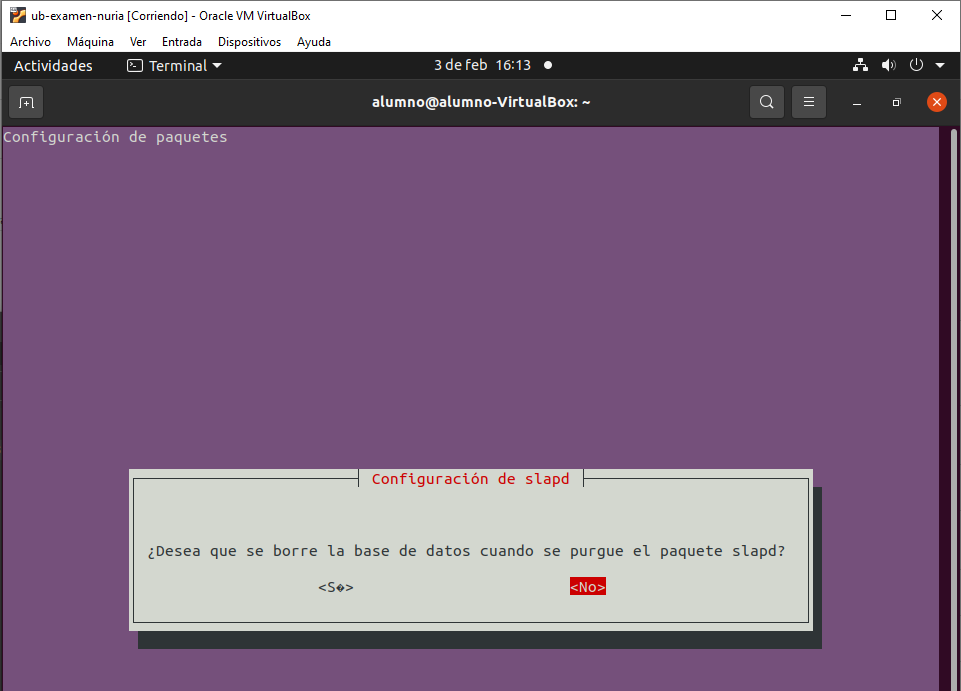 ub-examen-nuria [Corriendo] - Oracle VM VirtualBox
Archivo Máquina Ver Entrada Dispositivos Ayuda
Actividades Terminal 3 de feb 16:13
alumno@alumno-VirtualBox: ~
Configuración de paquetes
Configuración de slapd
¿Desea que se borre la base de datos cuando se purgue el paquete slapd?
<S�> <No>